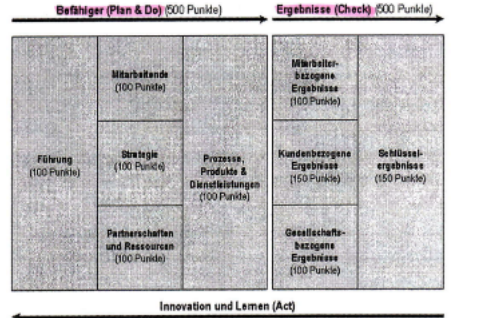 Befähiger (Plan & Do) (500 Punkte)
Ergebnisse (Check) (500 Punkte)
Führung
(100 Punkte)
Mitarbeitende
(100 Punkte)
Strategie
(100 Punkte)
Partnerschaften
und Ressourcen
(100 Punkte)
Prozesse,
Produkte &
Dienstleistungen
(100 Punkte)
Mitarbeiter-
bezogene
Ergebnisse
(100 Punkte)
Kundenbezogene
Ergebnisse
(150 Punkte)
Gesellschafts-
bezogene
Ergebnisse
(100 Punkte)
Schlüssel-
ergebnisse
(150 Punkte)
Innovation und Lernen (Act)